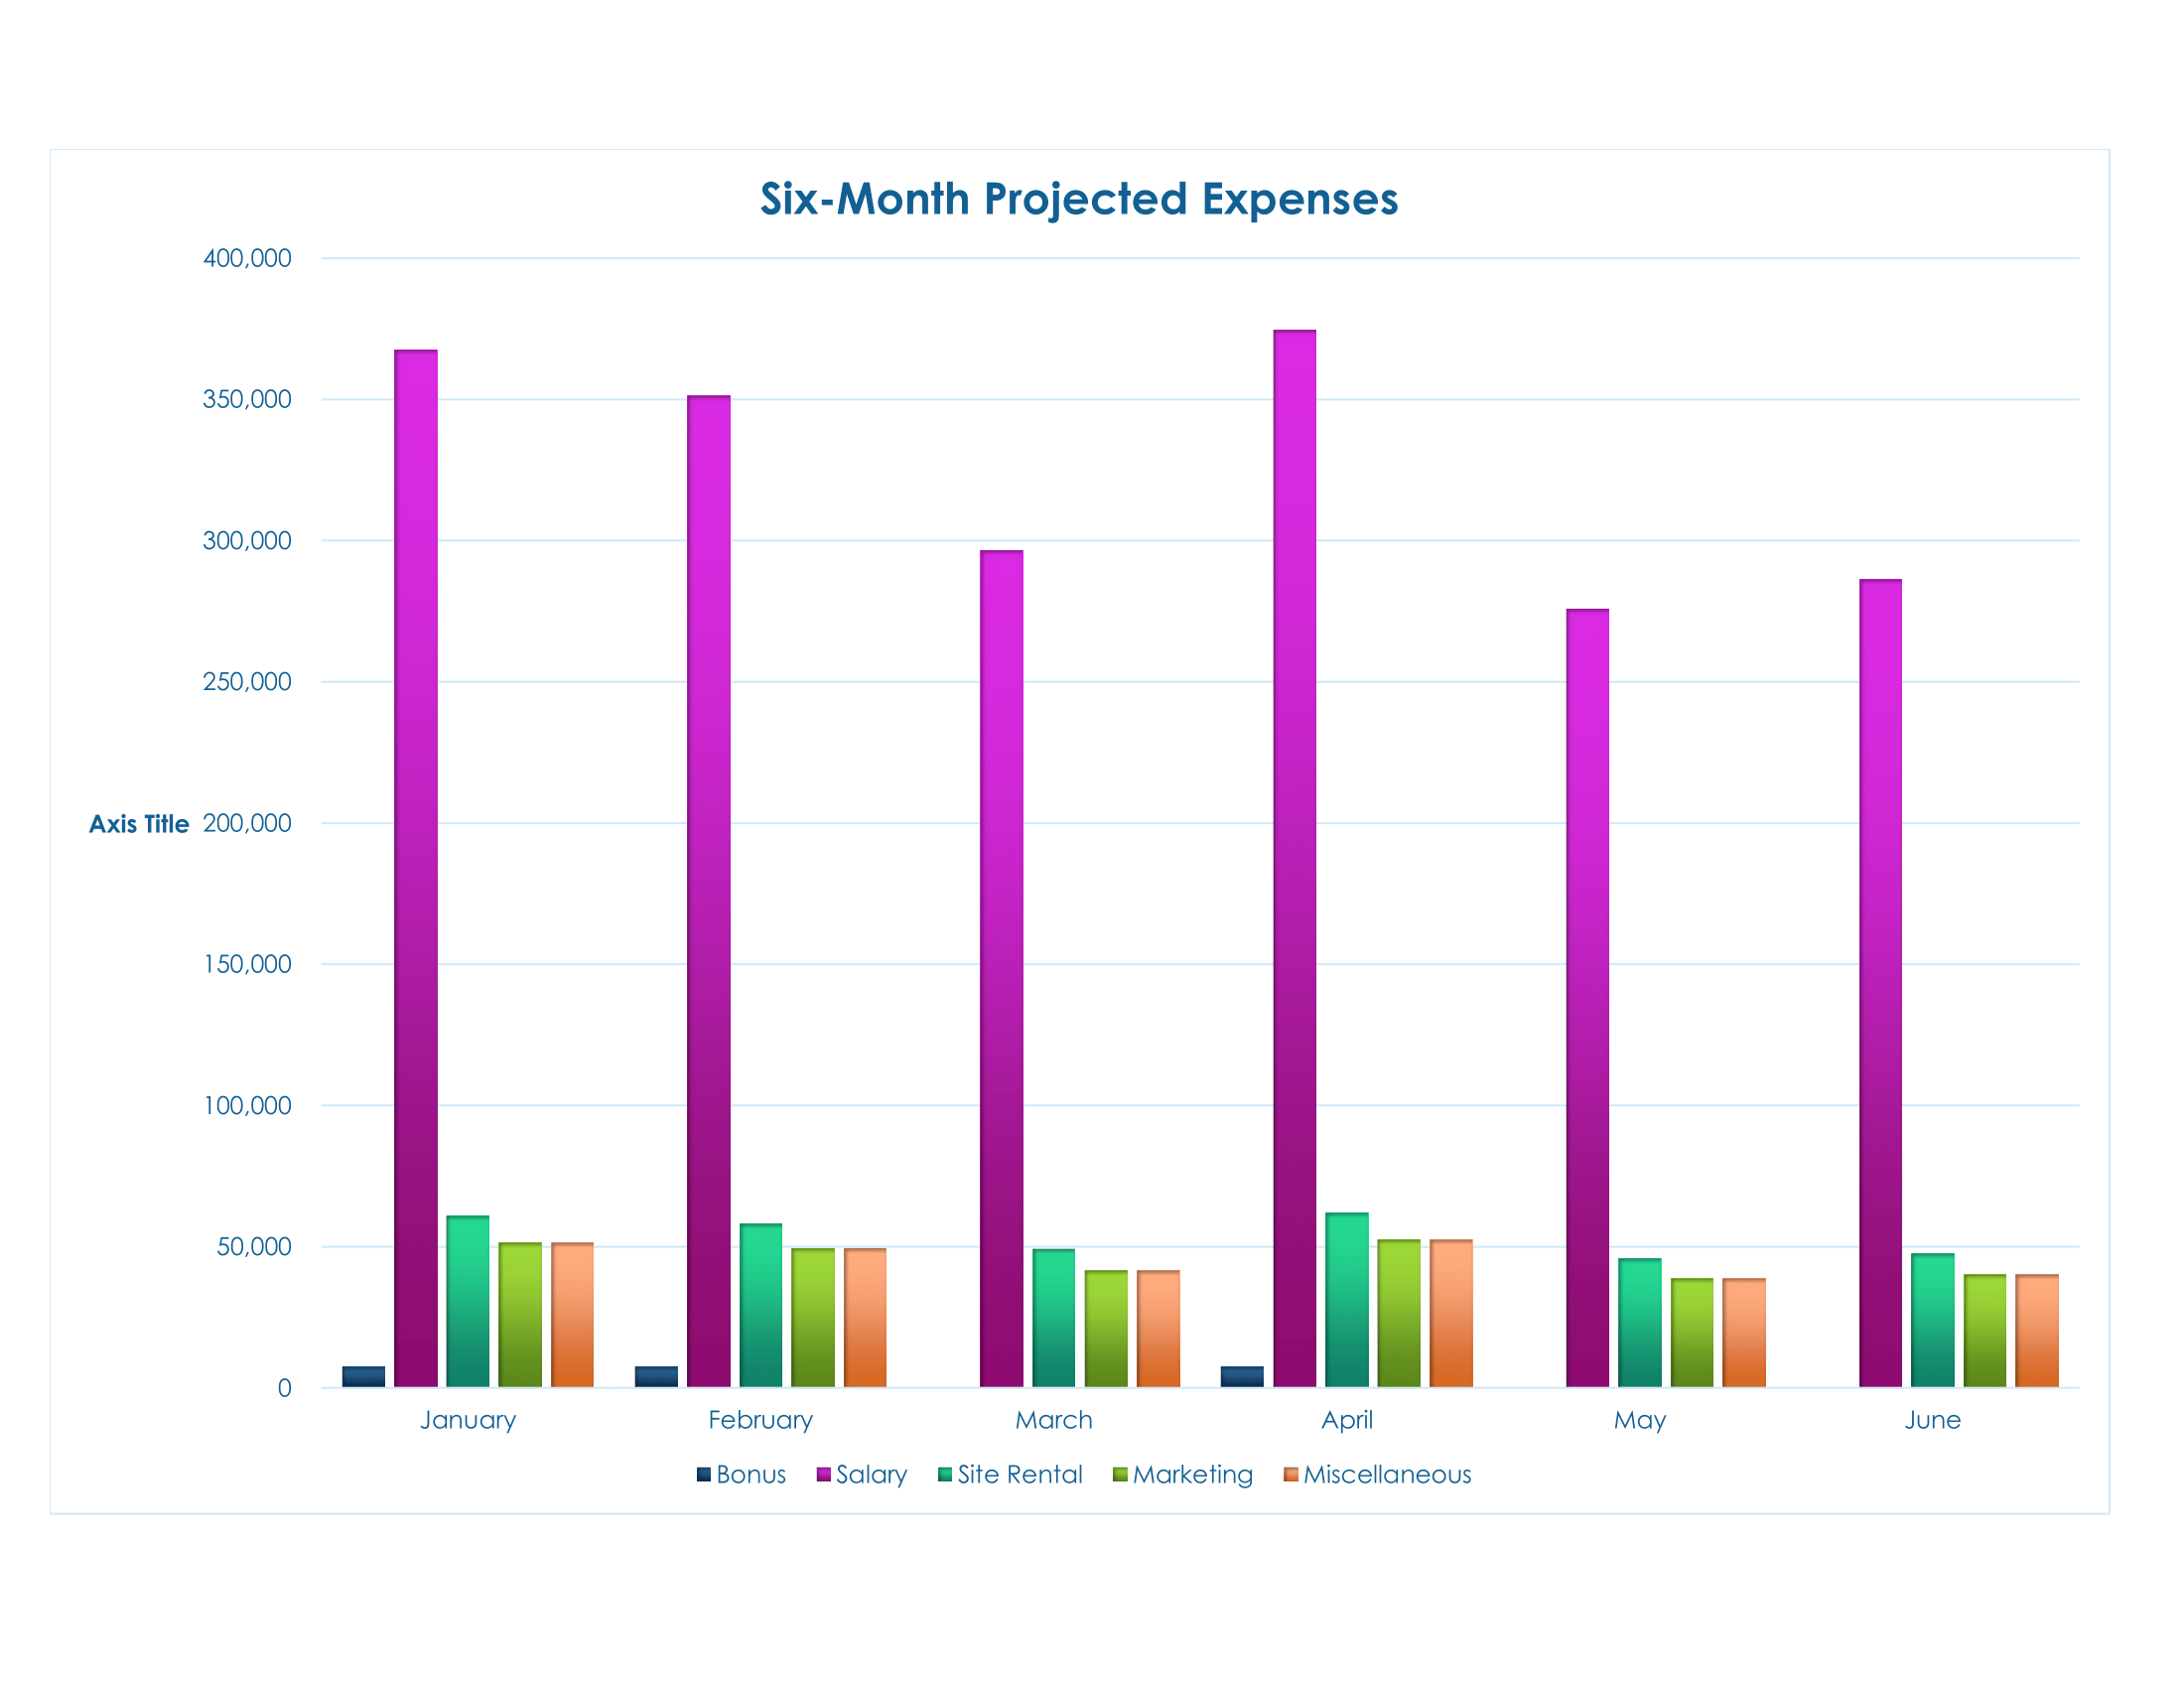 Six-Month Projected Expenses
400,000
350,000
300,000
250,000
Axis Title 200,000
150,000
100,000
50,000
0
January February March April May June
Bonus Salary Site Rental Marketing Miscellaneous